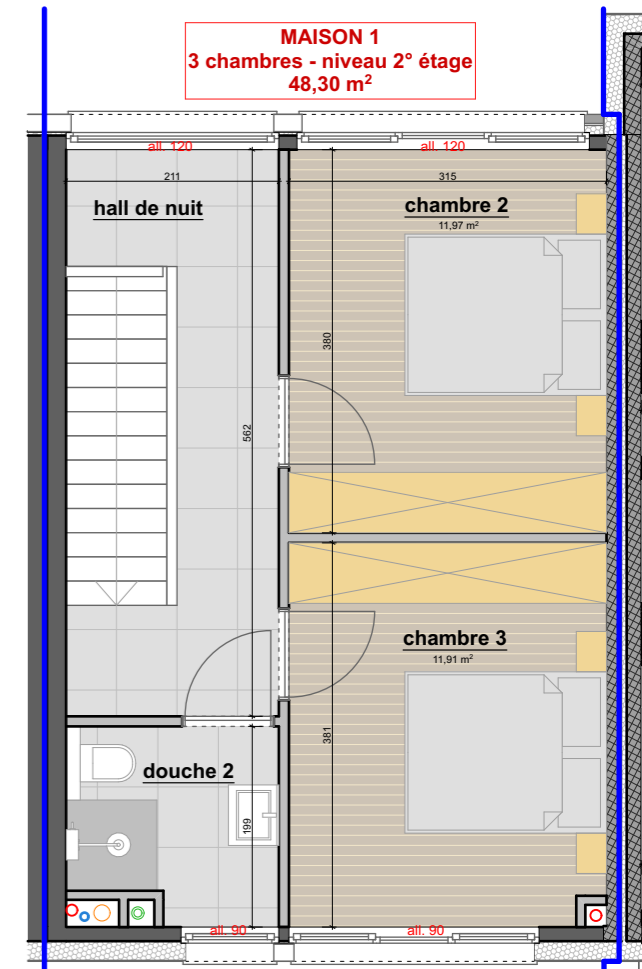 MAISON 1
3 chambres - niveau 2° étage
48,30 m²
all. 120
all. 120
211
315
hall de nuit
chambre 2
11,97 m²
380
562
chambre 3
11,91 m²
381
douche 2
199
all. 90
all. 90